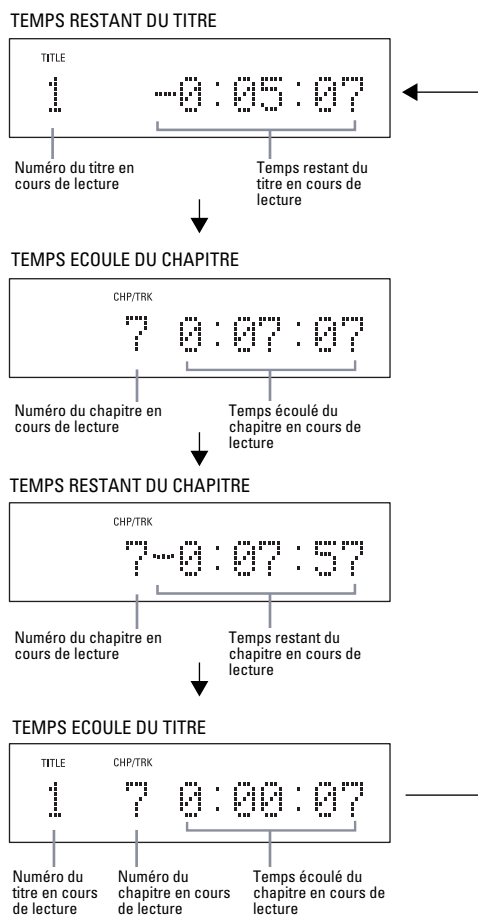 TEMPS RESTANT DU TITRE
TITLE
1 -0:05:07
Numéro du titre en
cours de lecture
Temps restant du
titre en cours de
lecture
TEMPS ECOULE DU CHAPITRE
CHP/TRK
7 0:07:07
Numéro du chapitre en
cours de lecture
Temps écoulé du
chapitre en cours de
lecture
TEMPS RESTANT DU CHAPITRE
CHP/TRK
7-0:07:57
Numéro du chapitre en
cours de lecture
Temps restant du
chapitre en cours de
lecture
TEMPS ECOULE DU TITRE
TITLE CHP/TRK
1 7 0:00:07
Numéro du
titre en cours
de lecture
Numéro du
chapitre en cours
de lecture
Temps écoulé du
chapitre en cours de
lecture